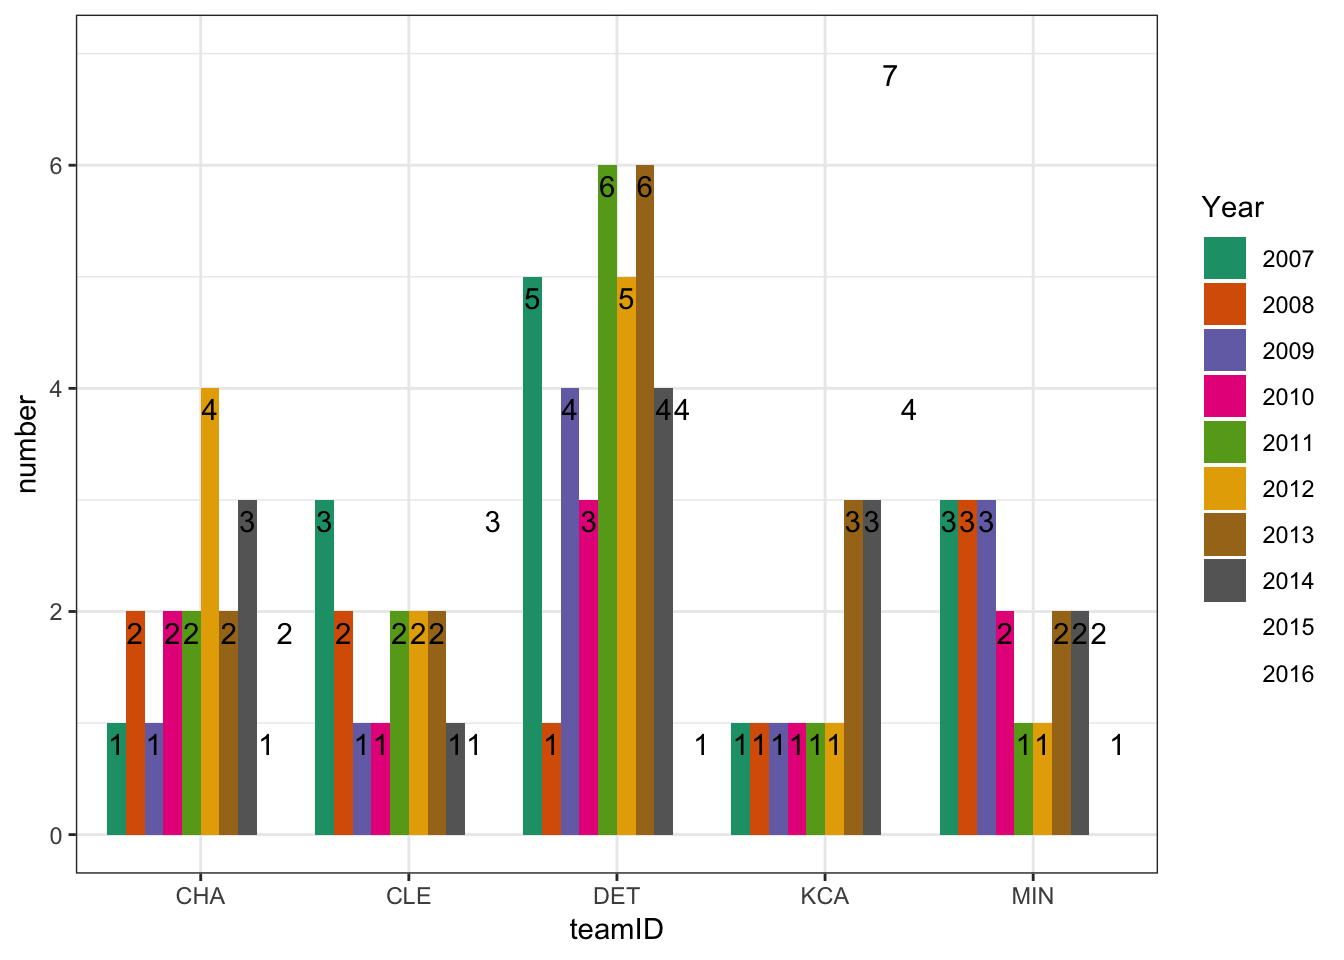 7
6
6 6
5 5
4 4 4 4 4
3 3 3 3 3 3 3 3 3
2 2 2 2 2 2 2 2 2 2 2 2 2 2
1 1 1 1 1 1 1 1 1 1 1 1 1 1 1 1 1 1
6
4
2
0
number
CHA CLE DET KCA MIN
teamID
Year
2007
2008
2009
2010
2011
2012
2013
2014
2015
2016